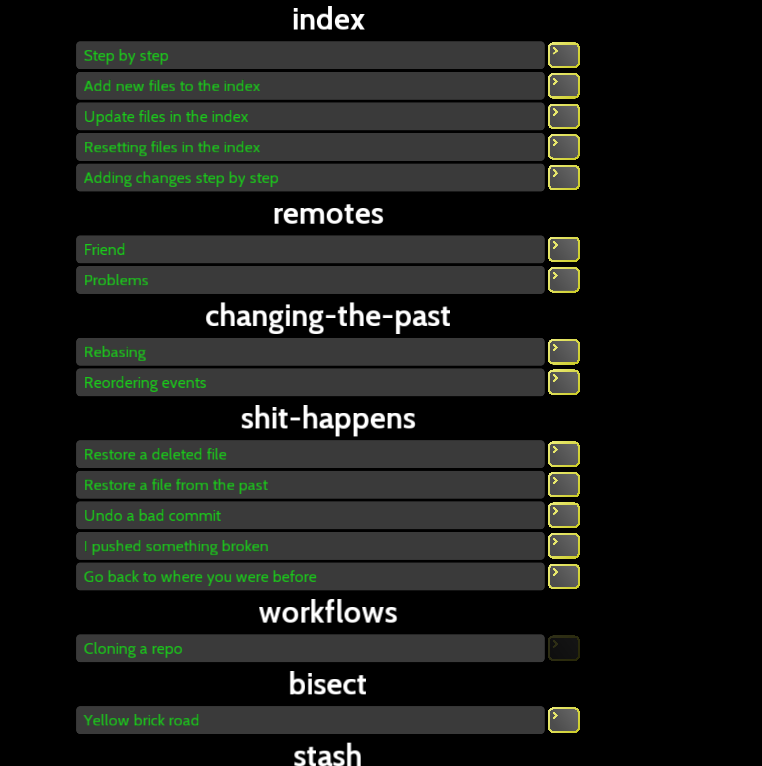 index
Step by step
Add new files to the index
Update files in the index
Resetting files in the index
Adding changes step by step
remotes
Friend
Problems
changing-the-past
Rebasing
Reordering events
shit-happens
Restore a deleted file
Restore a file from the past
Undo a bad commit
I pushed something broken
Go back to where you were before
workflows
Cloning a repo
bisect
Yellow brick road
stash